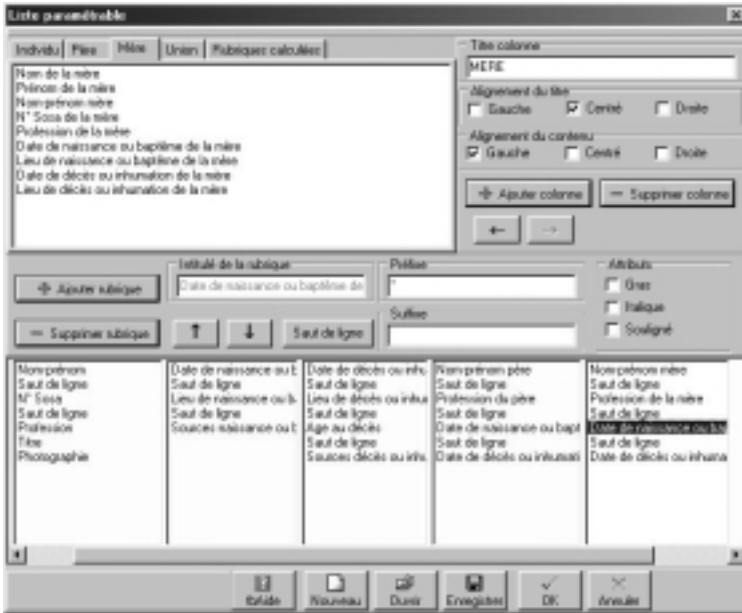 Liste paramétrable
Individu
Père
Mère
Union
Rubriques calculées
Nom de la mère
Prénom de la mère
Nom-prénom mère
N° Sosa de la mère
Profession de la mère
Date de naissance ou baptême de la mère
Lieu de naissance ou baptême de la mère
Date de décès ou inhumation de la mère
Lieu de décès ou inhumation de la mère
Titre colonne
MERE
Alignement du titre
Gauche
Centré
Droite
Alignement du contenu
Gauche
Centré
Droite
Ajouter colonne
Supprimer colonne
Ajouter rubrique
Supprimer rubrique
Intitulé de la rubrique
Date de naissance ou baptême de
Saut de ligne
Préfixe
Suffixe
Attributs
Gras
Italique
Souligné
Nom-prénom
Saut de ligne
N° Sosa
Saut de ligne
Profession
Titre
Photographie
Date de naissance ou b
Saut de ligne
Lieu de naissance ou b
Saut de ligne
Sources naissance ou b
Date de décès ou inhu
Saut de ligne
Lieu de décès ou inhu
Saut de ligne
Age au décès
Saut de ligne
Sources décès ou inhu
Nom-prénom père
Saut de ligne
Profession du père
Saut de ligne
Date de naissance ou bapt
Saut de ligne
Date de décès ou inhumati
Nom-prénom mère
Saut de ligne
Profession de la mère
Saut de ligne
Date de naissance ou bap
Saut de ligne
Date de décès ou inhuma
Nouveau
Ouvrir
Enregistrer
OK
Annuler